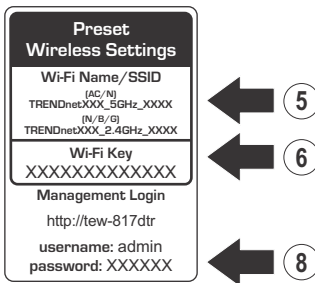 Preset
Wireless Settings
Wi-Fi Name/SSID
(AC/N)
TRENDnetXXX_5GHz_XXXX
(N/B/G)
TRENDnetXXX_2.4GHz_XXXX
5
Wi-Fi Key
XXXXXXXXXXXXX
6
Management Login
http://tew-817dtr
username: admin
password: XXXXXX
8